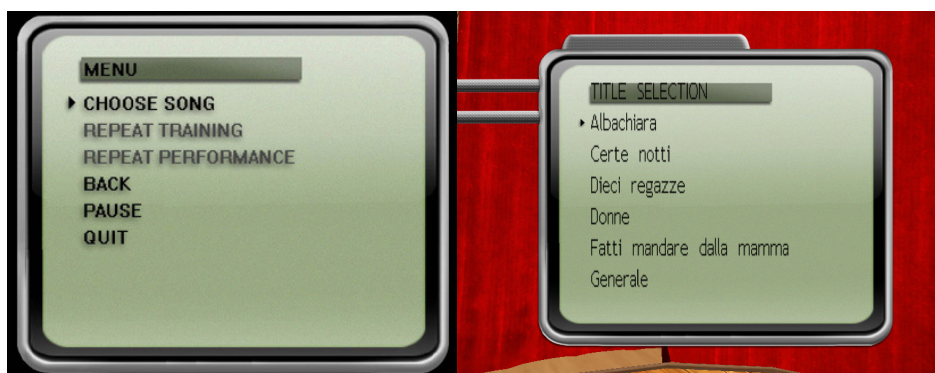 MENU
CHOOSE SONG
REPEAT TRAINING
REPEAT PERFORMANCE
BACK
PAUSE
QUIT
TITLE SELECTION
Albachiara
Certe notti
Dieci regazze
Donne
Fatti mandare dalla mamma
Generale